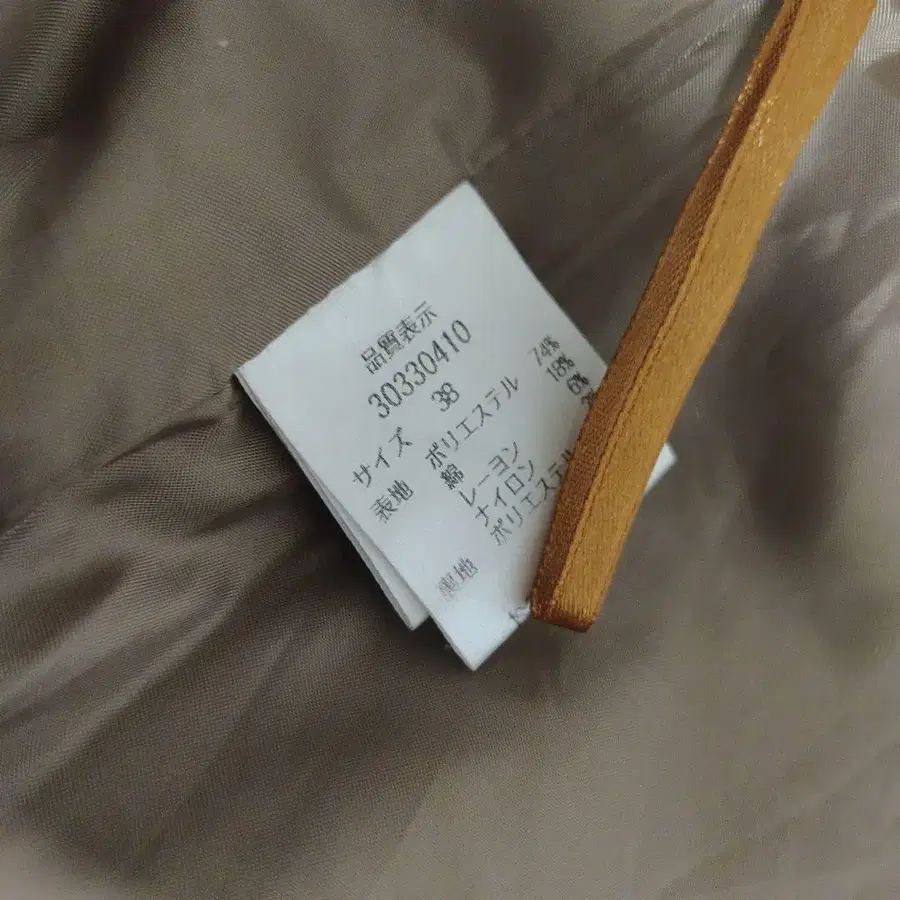 品質表示
30330410
サイズ 38
表地 ポリエステル 74%
綿 18%
レーヨン 6%
ナイロン
裏地 ポリエステル